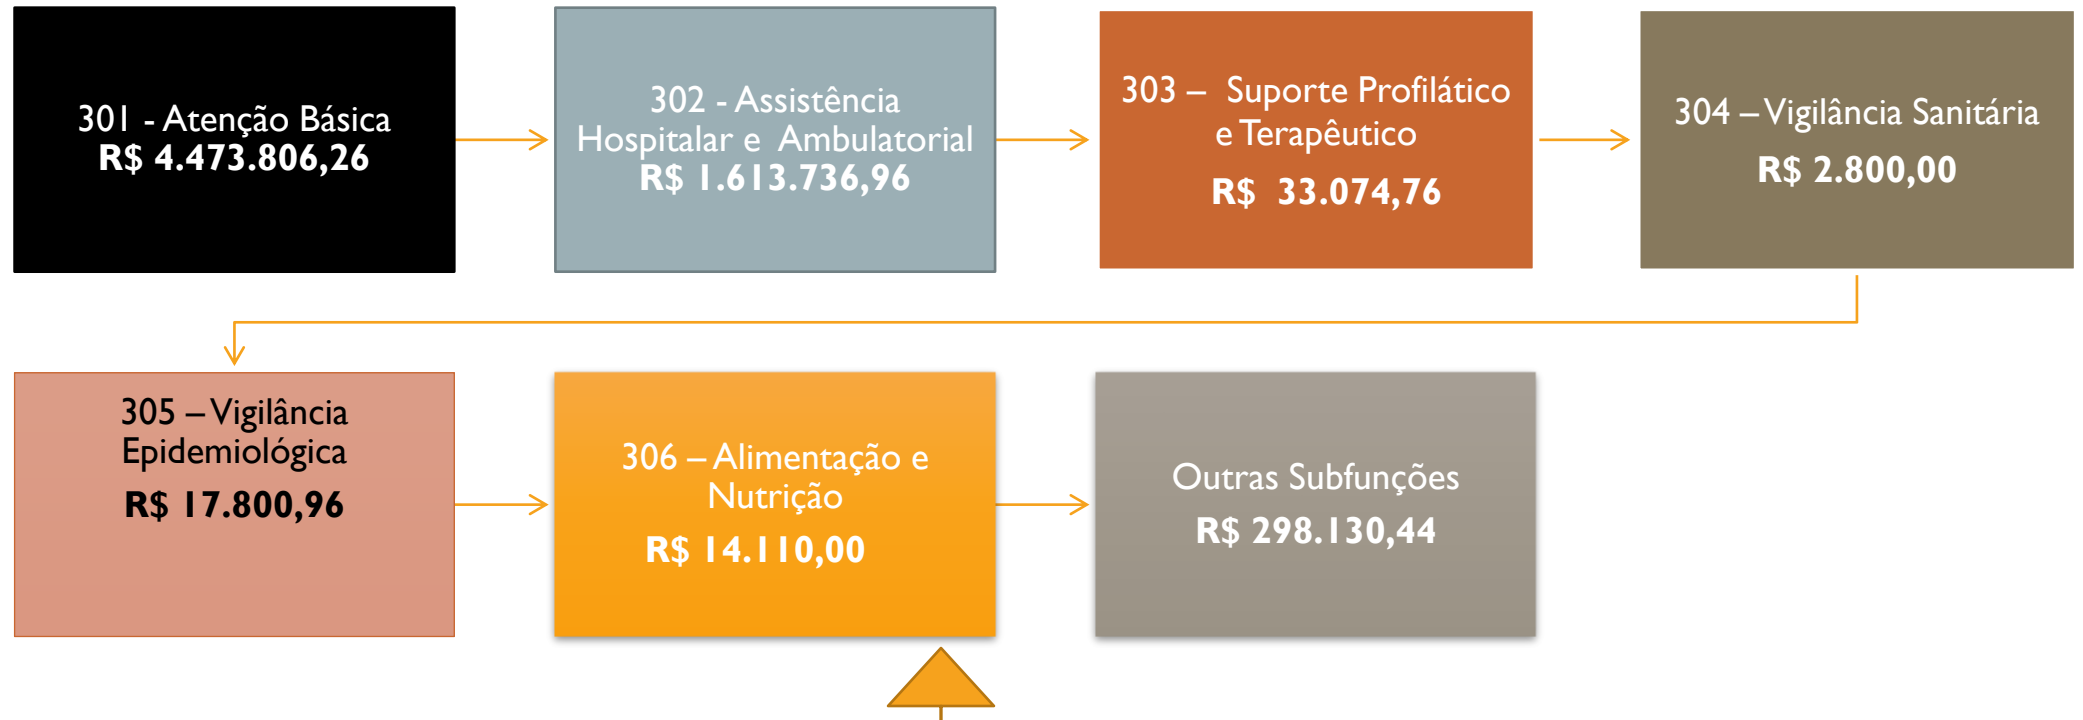 301 - Atenção Básica
R$ 4.473.806,26
302 - Assistência
Hospitalar e Ambulatorial
R$ 1.613.736,96
303 – Suporte Profilático
e Terapêutico
R$ 33.074,76
304 – Vigilância Sanitária
R$ 2.800,00
305 – Vigilância
Epidemiológica
R$ 17.800,96
306 – Alimentação e
Nutrição
R$ 14.110,00
Outras Subfunções
R$ 298.130,44